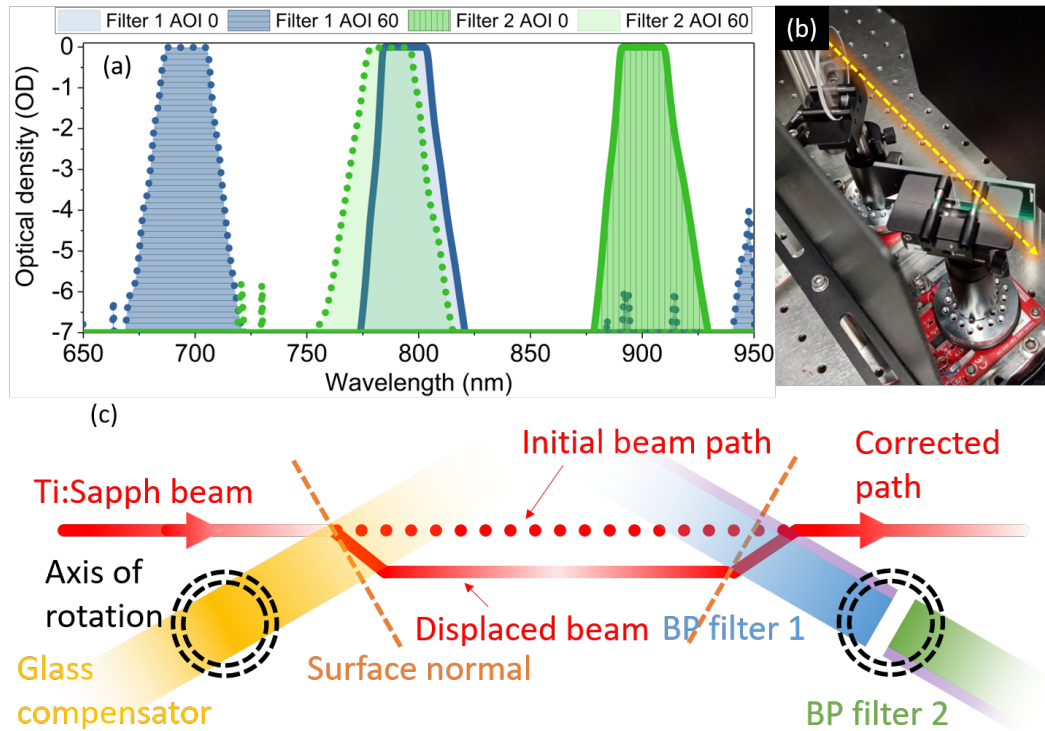 Filter 1 AOI 0 Filter 1 AOI 60 Filter 2 AOI 0 Filter 2 AOI 60
(a)
(b)
Optical density (OD)
0
-1
-2
-3
-4
-5
-6
-7
650 700 750 800 850 900 950
Wavelength (nm)
(c)
Initial beam path
Corrected
path
Ti:Sapph beam
Axis of
rotation
Displaced beam
BP filter 1
Glass
compensator
Surface normal
BP filter 2